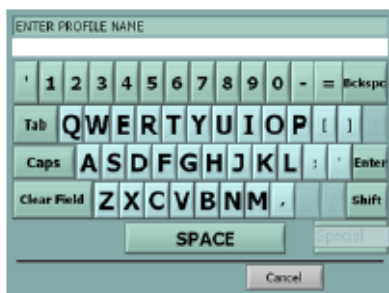 ENTER PROFILE NAME
' 1 2 3 4 5 6 7 8 9 0 - = Bckspc
Tab Q W E R T Y U I O P [ ]
Caps A S D F G H J K L ; ' Enter
Clear Field Z X C V B N M , Shift
SPACE Special
Cancel